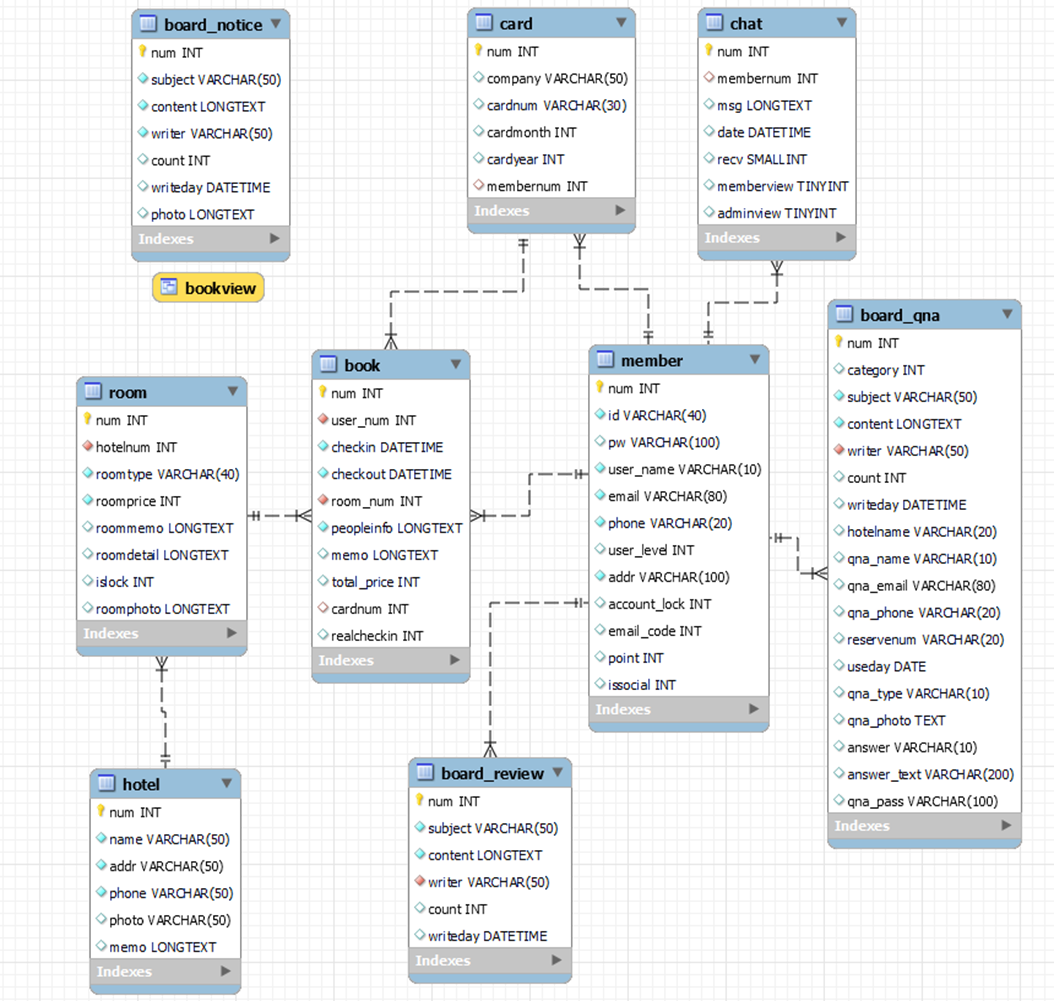 board_notice
num INT
subject VARCHAR(50)
content LONGTEXT
writer VARCHAR(50)
count INT
writeday DATETIME
photo LONGTEXT
Indexes
bookview
card
num INT
company VARCHAR(50)
cardnum VARCHAR(30)
cardmonth INT
cardyear INT
membernum INT
Indexes
chat
num INT
membernum INT
msg LONGTEXT
date DATETIME
recv SMALLINT
memberview TINYINT
adminview TINYINT
Indexes
board_qna
num INT
category INT
subject VARCHAR(50)
content LONGTEXT
writer VARCHAR(50)
count INT
writeday DATETIME
hotelname VARCHAR(20)
qna_name VARCHAR(10)
qna_email VARCHAR(80)
qna_phone VARCHAR(20)
reservenum VARCHAR(20)
useday DATE
qna_type VARCHAR(10)
qna_photo TEXT
answer VARCHAR(10)
answer_text VARCHAR(200)
qna_pass VARCHAR(100)
Indexes
room
num INT
hotelnum INT
roomtype VARCHAR(40)
roomprice INT
roommemo LONGTEXT
roomdetail LONGTEXT
islock INT
roomphoto LONGTEXT
Indexes
book
num INT
user_num INT
checkin DATETIME
checkout DATETIME
room_num INT
peopleinfo LONGTEXT
memo LONGTEXT
total_price INT
cardnum INT
realcheckin INT
Indexes
member
num INT
id VARCHAR(40)
pw VARCHAR(100)
user_name VARCHAR(10)
email VARCHAR(80)
phone VARCHAR(20)
user_level INT
addr VARCHAR(100)
account_lock INT
email_code INT
point INT
issocial INT
Indexes
hotel
num INT
name VARCHAR(50)
addr VARCHAR(50)
phone VARCHAR(50)
photo VARCHAR(50)
memo LONGTEXT
Indexes
board_review
num INT
subject VARCHAR(50)
content LONGTEXT
writer VARCHAR(50)
count INT
writeday DATETIME
Indexes